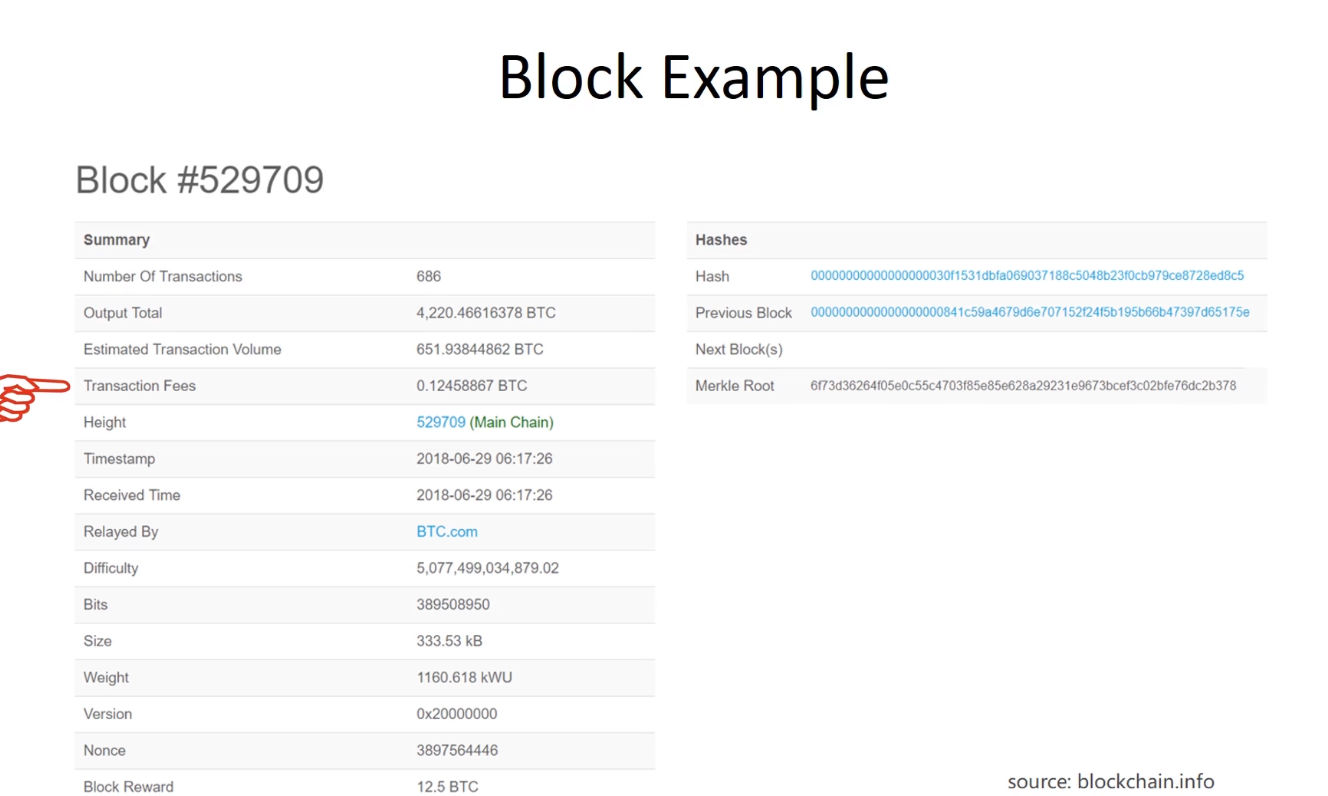 Block Example
Block #529709
Summary
Number Of Transactions 686
Output Total 4,220.46616378 BTC
Estimated Transaction Volume 651.93844862 BTC
Transaction Fees 0.12458867 BTC
Height 529709 (Main Chain)
Timestamp 2018-06-29 06:17:26
Received Time 2018-06-29 06:17:26
Relayed By BTC.com
Difficulty 5,077,499,034,879.02
Bits 389508950
Size 333.53 kB
Weight 1160.618 kWU
Version 0x20000000
Nonce 3897564446
Block Reward 12.5 BTC
Hashes
Hash 00000000000000000030f1531dbfa069037188c5048b23f0cb979ce8728ed8c5
Previous Block 0000000000000000000841c59a4679d6e707152f24f5b195b66b47397d65175e
Next Block(s)
Merkle Root 6f73d36264f05e0c55c4703f85e85e628a29231e9673bcef3c02bfe76dc2b378
source: blockchain.info